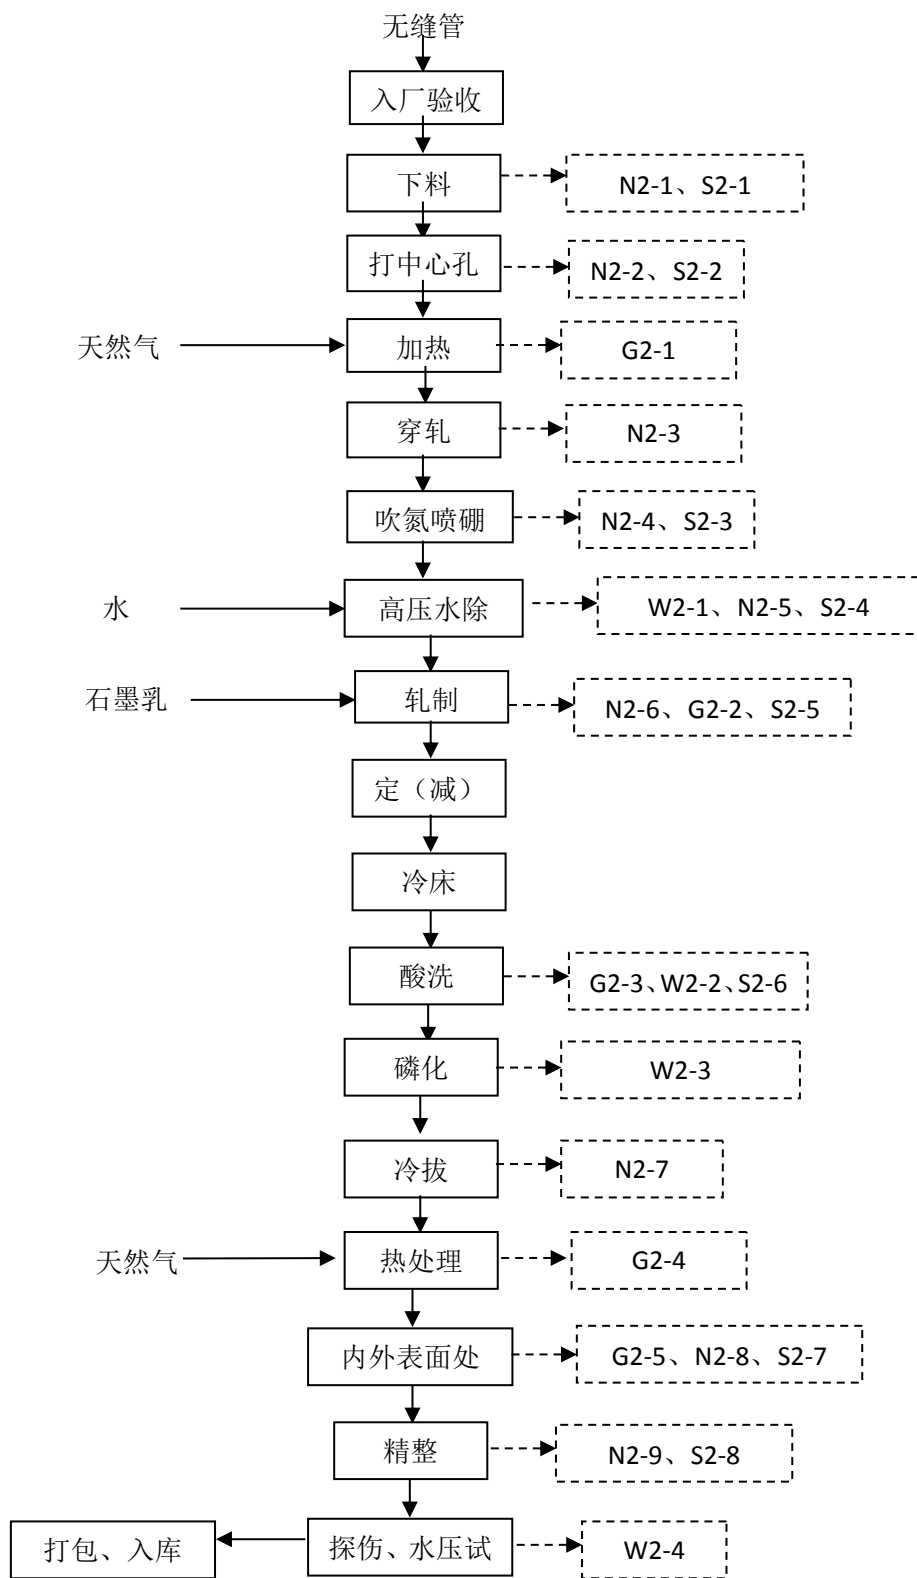 无缝管
入厂验收
下料
N2-1、S2-1
打中心孔
N2-2、S2-2
天然气
加热
G2-1
穿轧
N2-3
吹氮喷硼
N2-4、S2-3
水
高压水除
W2-1、N2-5、S2-4
石墨乳
轧制
N2-6、G2-2、S2-5
定（减）
冷床
酸洗
G2-3、W2-2、S2-6
磷化
W2-3
冷拔
N2-7
天然气
热处理
G2-4
内外表面处
G2-5、N2-8、S2-7
精整
N2-9、S2-8
打包、入库
探伤、水压试
W2-4